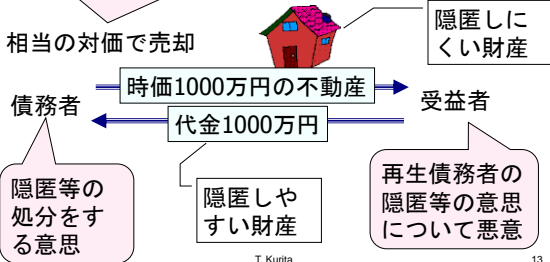 相当の対価で売却
隠匿しに
くい財産
時価1000万円の不動産
債務者
受益者
代金1000万円
隠匿等の
処分をす
る意思
隠匿しや
すい財産
再生債務者の
隠匿等の意思
について悪意
T. Kurita
13